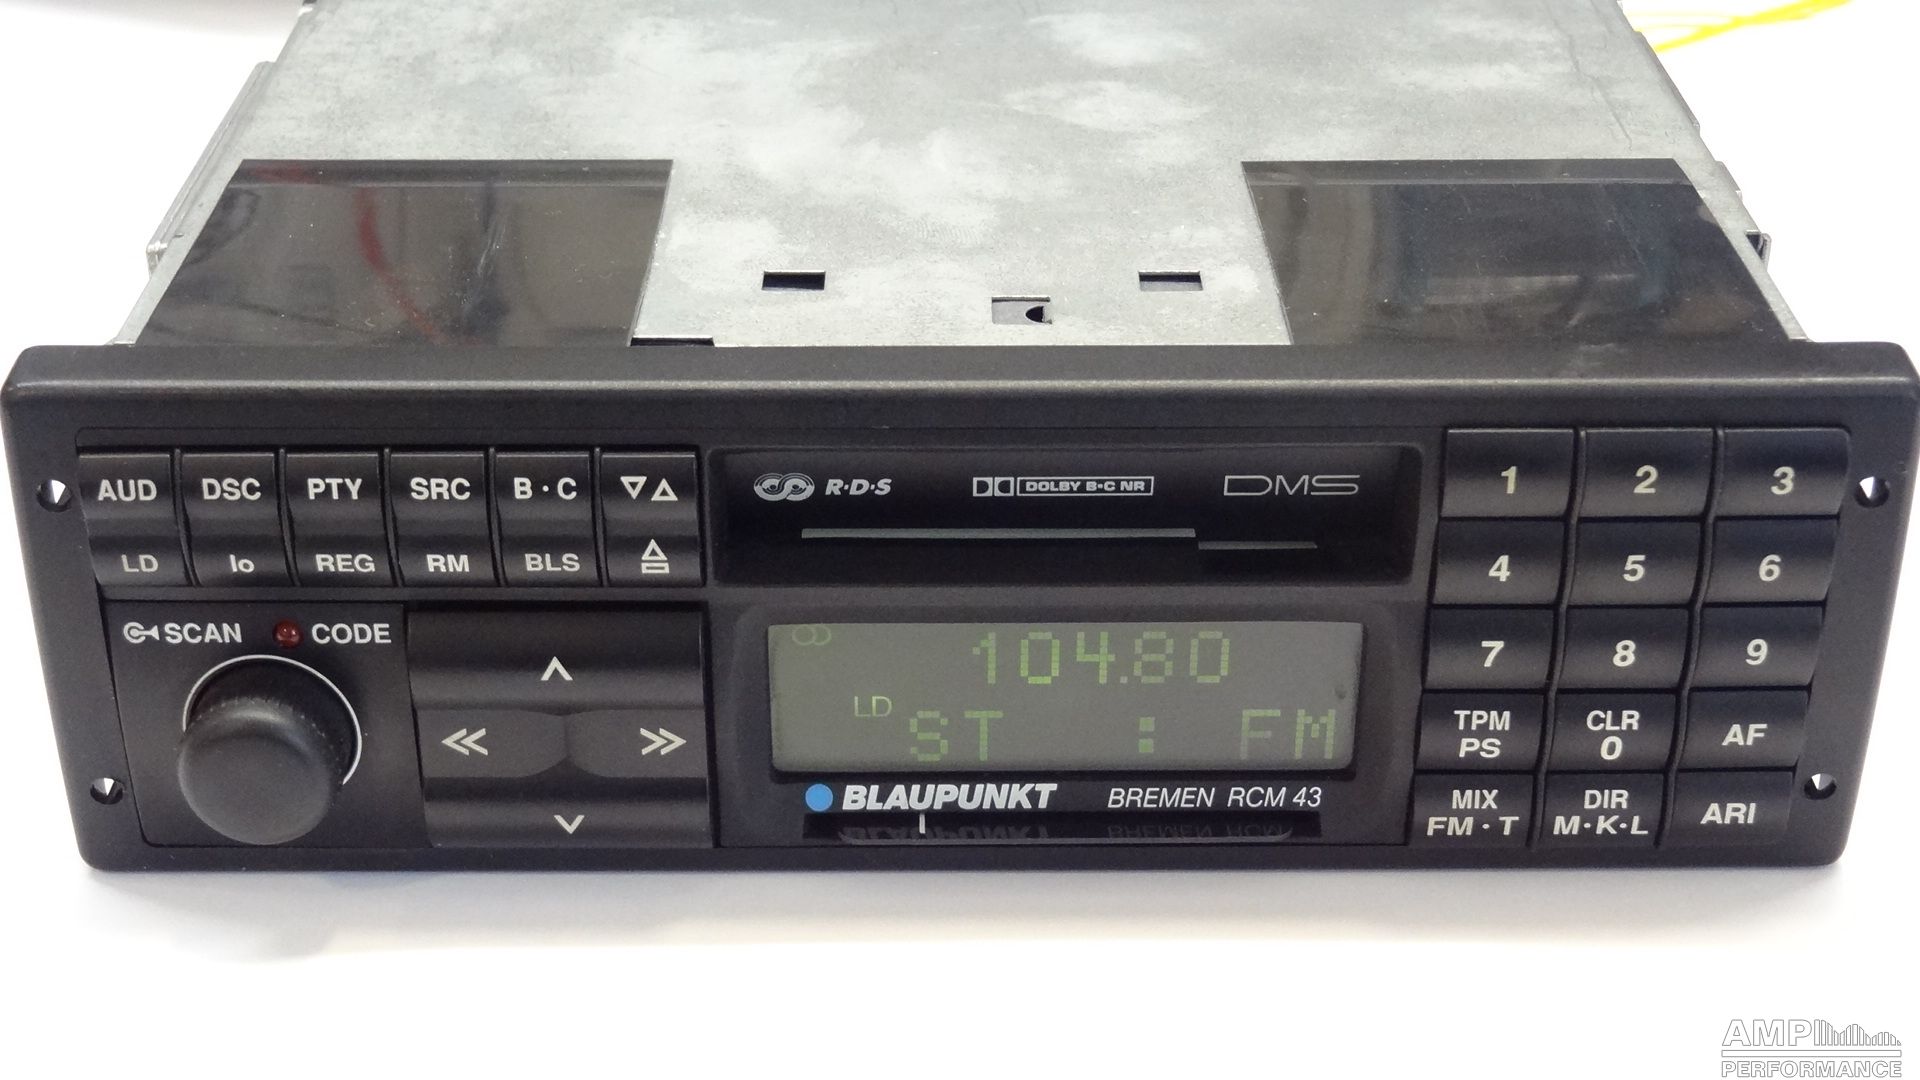 AUD DSC PTY SRC B·C ▽△
LD lo REG RM BLS
SCAN CODE
R·D·S DOLBY B·C NR DMS
104.80
LD ST : FM
BLAUPUNKT BREMEN RCM 43
1 2 3
4 5 6
7 8 9
TPM CLR AF
PS 0
MIX DIR ARI
FM·T M·K·L
AMP
PERFORMANCE